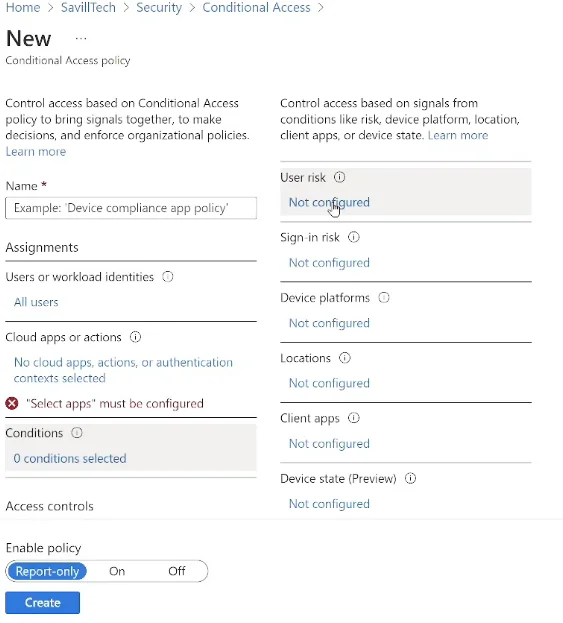 Home > SavillTech > Security > Conditional Access >
New ...
Conditional Access policy
Control access based on Conditional Access
policy to bring signals together, to make
decisions, and enforce organizational policies.
Learn more
Name *
Example: 'Device compliance app policy'
Assignments
Users or workload identities
All users
Cloud apps or actions
No cloud apps, actions, or authentication
contexts selected
"Select apps" must be configured
Conditions
0 conditions selected
Access controls
Control access based on signals from
conditions like risk, device platform, location,
client apps, or device state. Learn more
User risk
Not configured
Sign-in risk
Not configured
Device platforms
Not configured
Locations
Not configured
Client apps
Not configured
Device state (Preview)
Not configured
Enable policy
Report-only On Off
Create